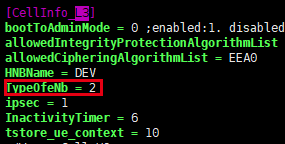 [CellInfo_L3]
bootToAdminMode = 0 ;enabled:1. disabled
allowedIntegrityProtectionAlgorithmList
allowedCipheringAlgorithmList = EEA0
HNBName = DEV
TypeOfeNb = 2
ipsec = 1
InactivityTimer = 6
tstore_ue_context = 10